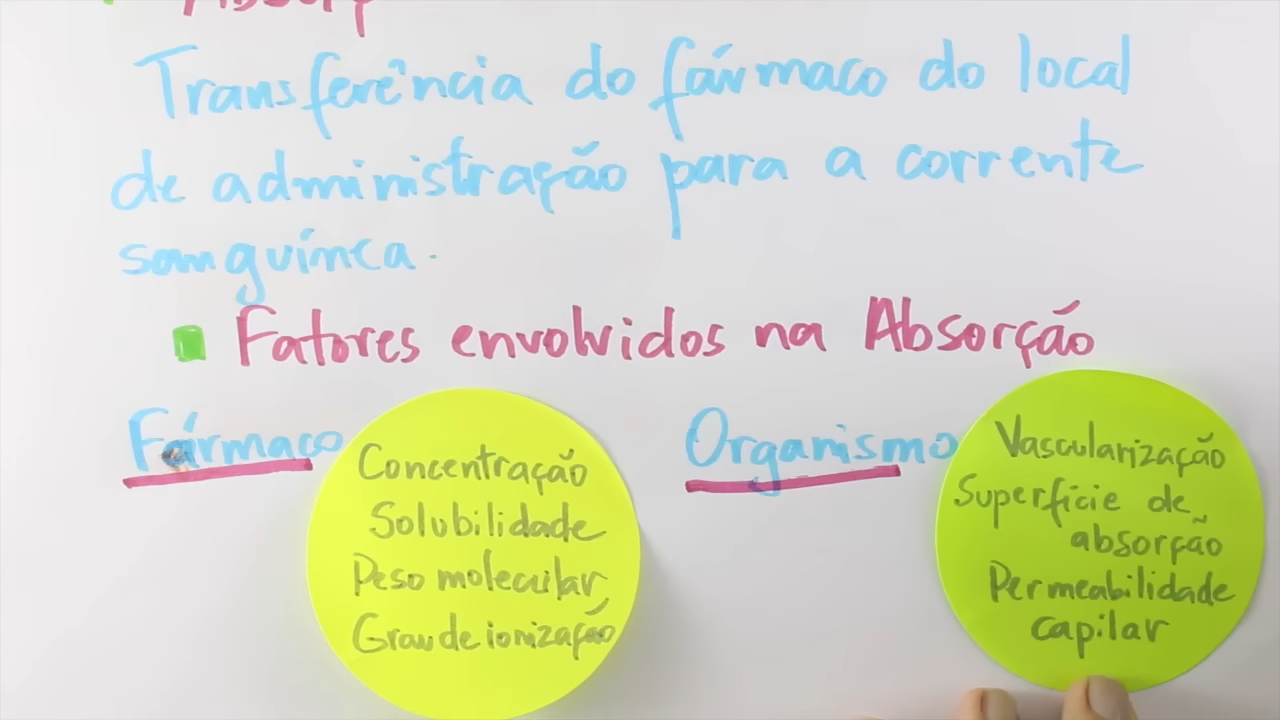 Absorç
Transferência do fármaco do local
de administração para a corrente
sanguínea.
Fatores envolvidos na Absorção
Fármaco
Concentração
Solubilidade
Peso molecular
Grau de ionização
Organismo
Vascularização
Superfície de
absorção
Permeabilidade
capilar